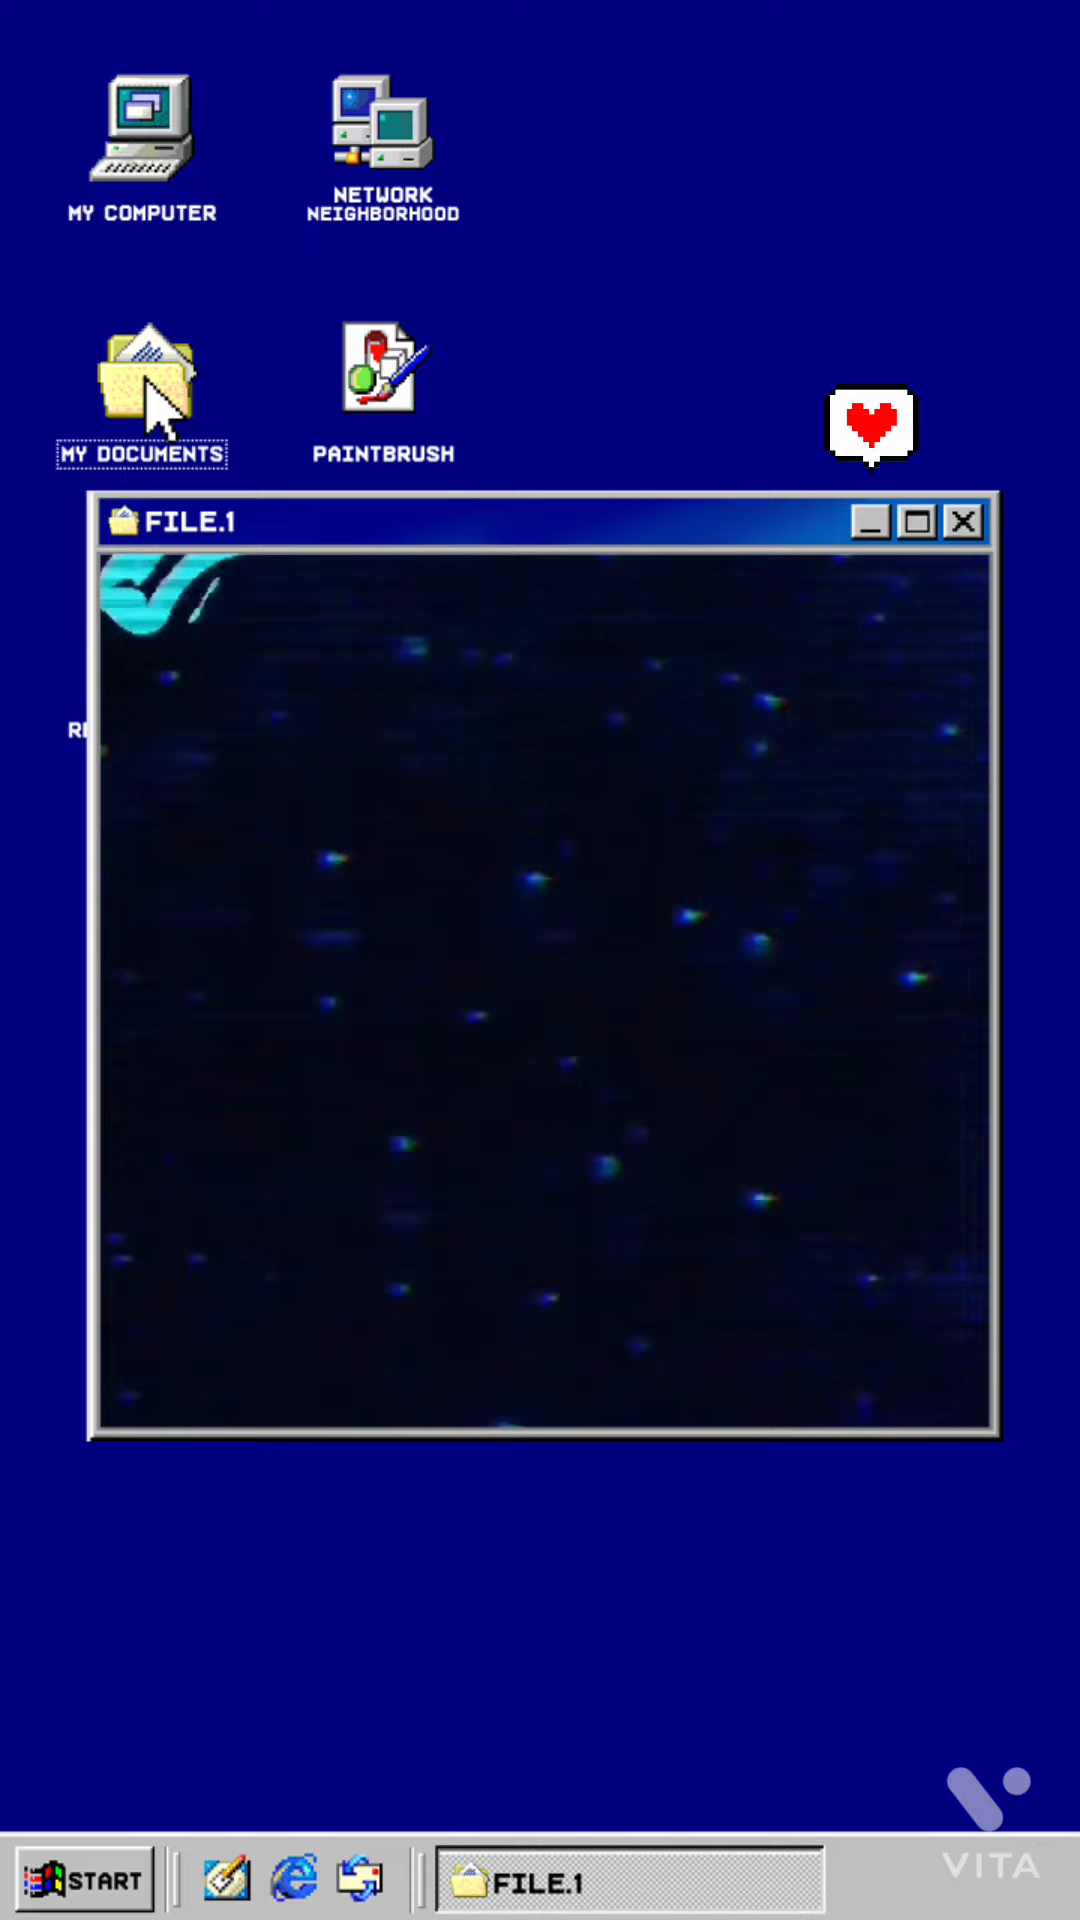 MY COMPUTER
NETWORK
NEIGHBORHOOD
MY DOCUMENTS
PAINTBRUSH
FILE.1
START
FILE.1
VITA